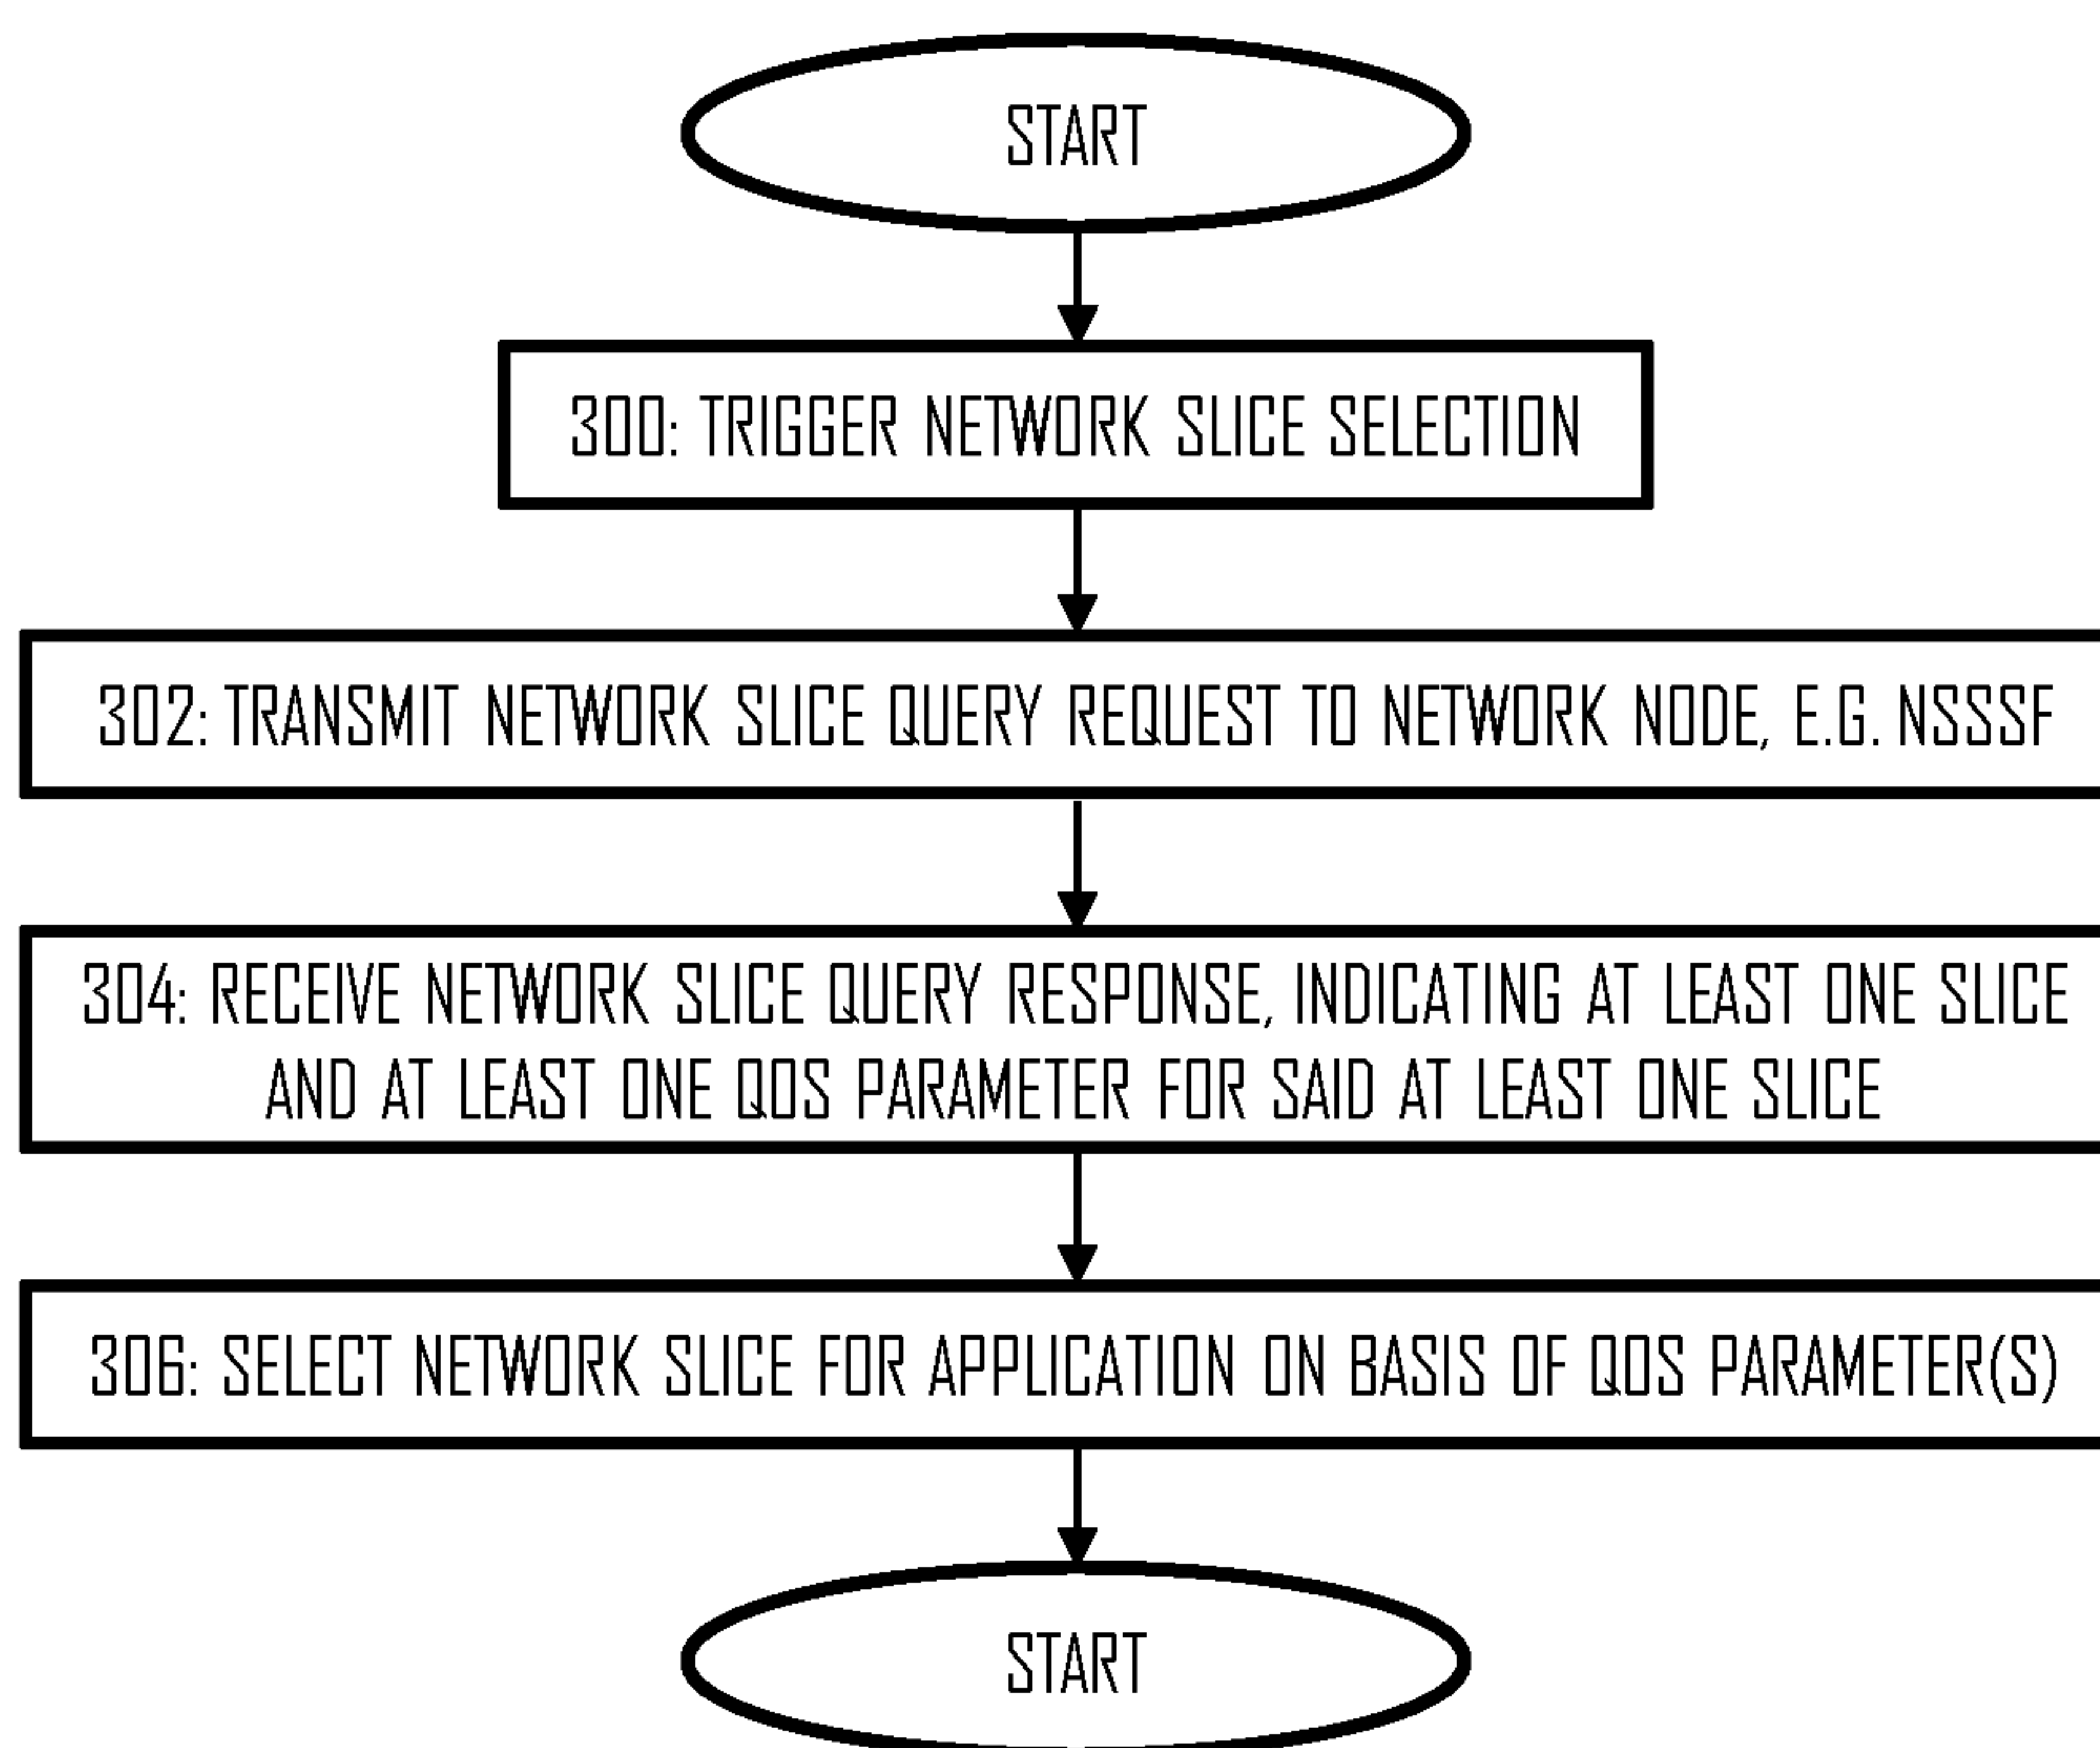 START
300: TRIGGER NETWORK SLICE SELECTION
302: TRANSMIT NETWORK SLICE QUERY REQUEST TO NETWORK NODE, E.G. NSSSF
304: RECEIVE NETWORK SLICE QUERY RESPONSE, INDICATING AT LEAST ONE SLICE
AND AT LEAST ONE QOS PARAMETER FOR SAID AT LEAST ONE SLICE
306: SELECT NETWORK SLICE FOR APPLICATION ON BASIS OF QOS PARAMETER(S)
START